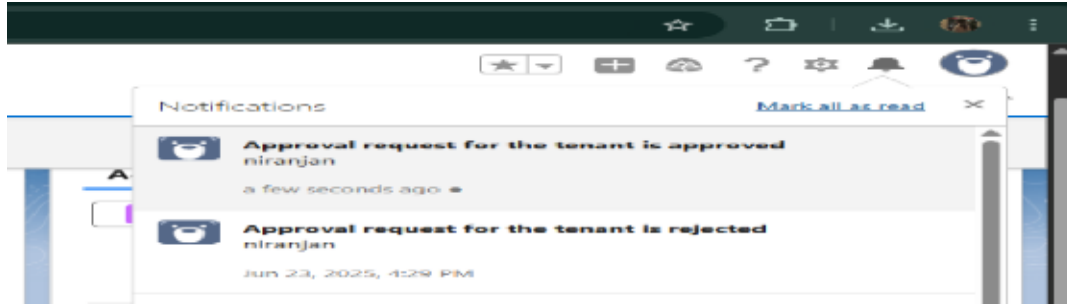 Notifications
Mark all as read
Approval request for the tenant is approved
niranjan
a few seconds ago
A
Approval request for the tenant is rejected
niranjan
Jun 23, 2025, 4:29 PM